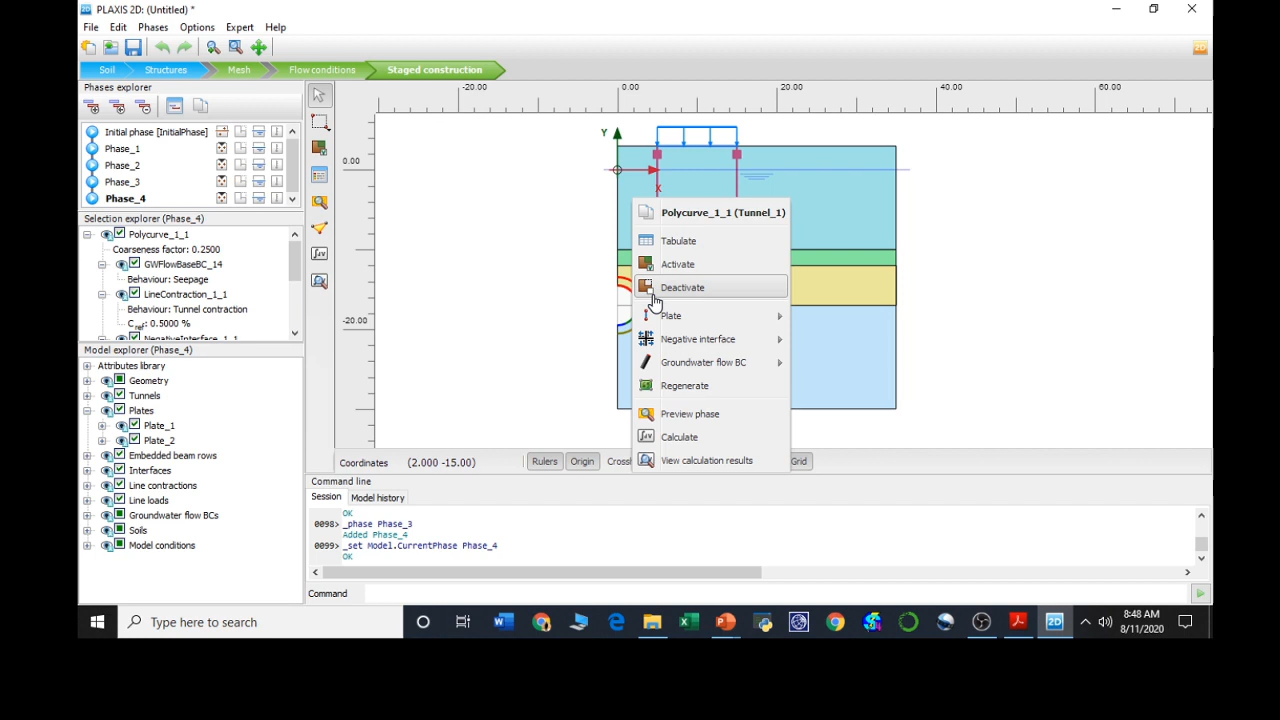 2D PLAXIS 2D: (Untitled) *
File Edit Phases Options Expert Help
Soil Structures Mesh Flow conditions Staged construction
Phases explorer
Initial phase [InitialPhase]
Phase_1
Phase_2
Phase_3
Phase_4
Selection explorer (Phase_4)
Polycurve_1_1
Coarseness factor: 0.2500
GWFlowBaseBC_14
Behaviour: Seepage
LineContraction_1_1
Behaviour: Tunnel contraction
Cref: 0.5000 %
NegativeInterface_1_1
Model explorer (Phase_4)
Attributes library
Geometry
Tunnels
Plates
Plate_1
Plate_2
Embedded beam rows
Interfaces
Line contractions
Line loads
Groundwater flow BCs
Soils
Model conditions
-20.00 0.00 20.00 40.00 60.00
0.00
-20.00
Y
X
Polycurve_1_1 (Tunnel_1)
Tabulate
Activate
Deactivate
Plate
Negative interface
Groundwater flow BC
Regenerate
Preview phase
Calculate
View calculation results
Coordinates (2.000 -15.00) Rulers Origin Grid
Command line
Session Model history
OK
0098> _phase Phase_3
Added Phase_4
0099> _set Model.CurrentPhase Phase_4
OK
Command
Type here to search
2D
8:48 AM
8/11/2020